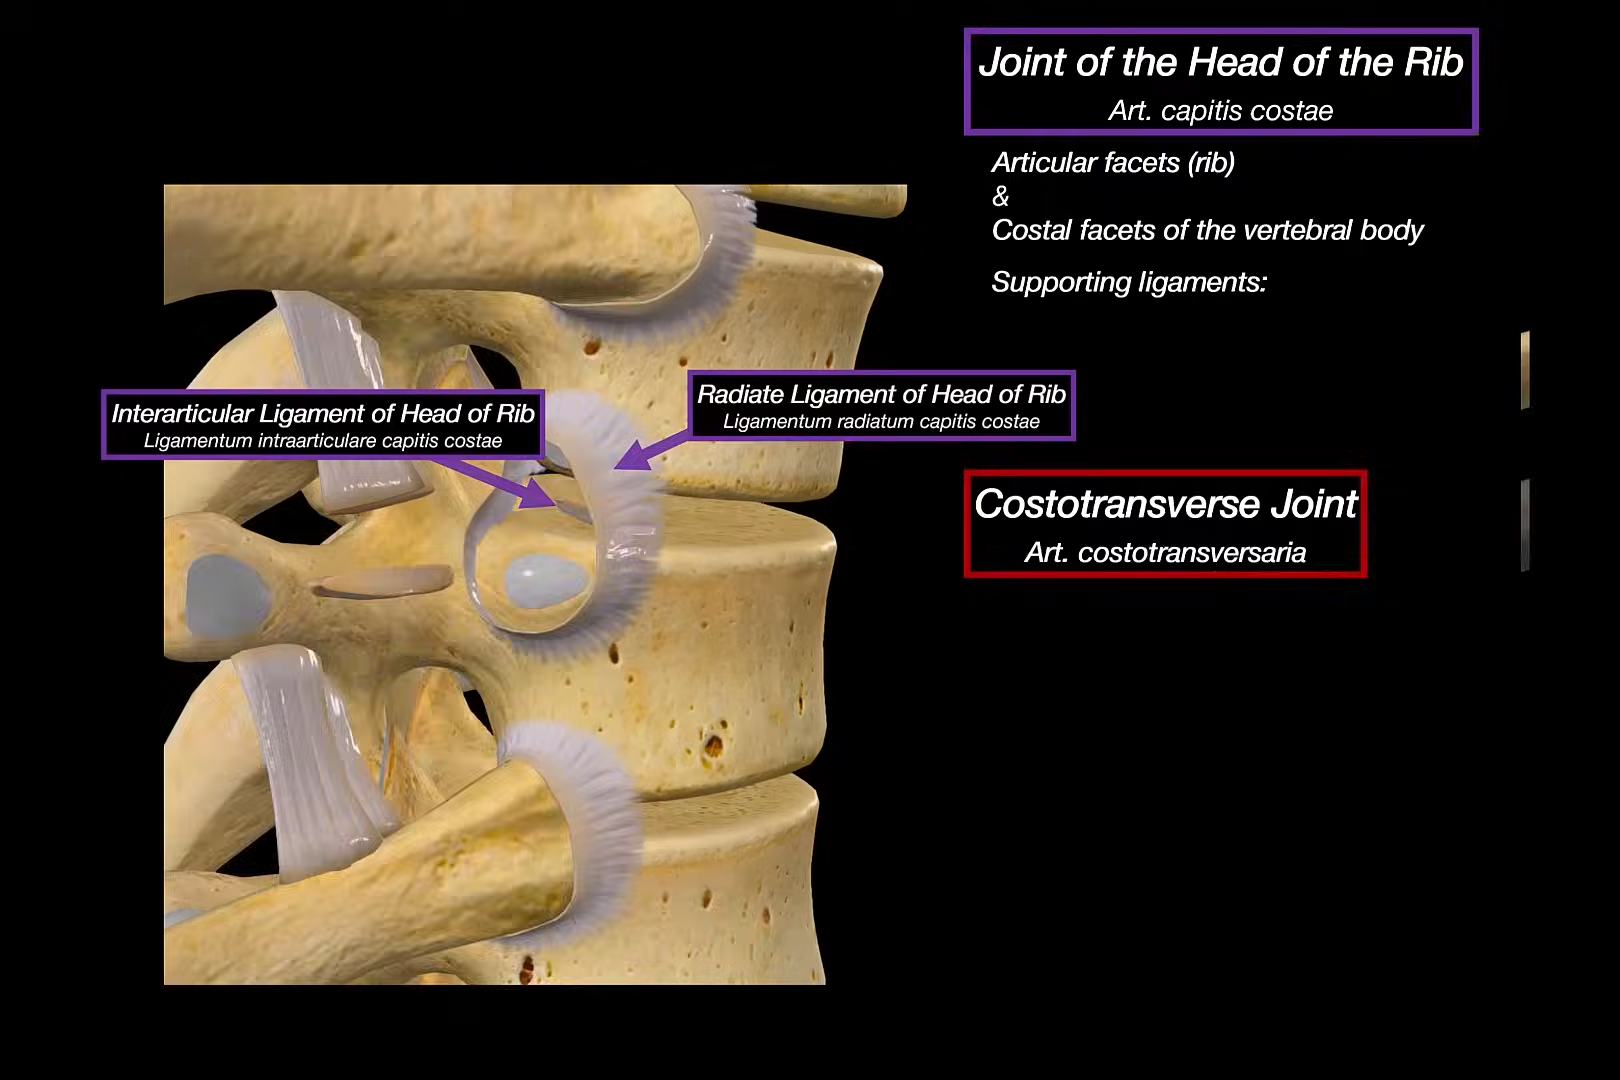 Joint of the Head of the Rib
Art. capitis costae
Articular facets (rib)
&
Costal facets of the vertebral body
Supporting ligaments:
Radiate Ligament of Head of Rib
Ligamentum radiatum capitis costae
Interarticular Ligament of Head of Rib
Ligamentum intraarticulare capitis costae
Costotransverse Joint
Art. costotransversaria